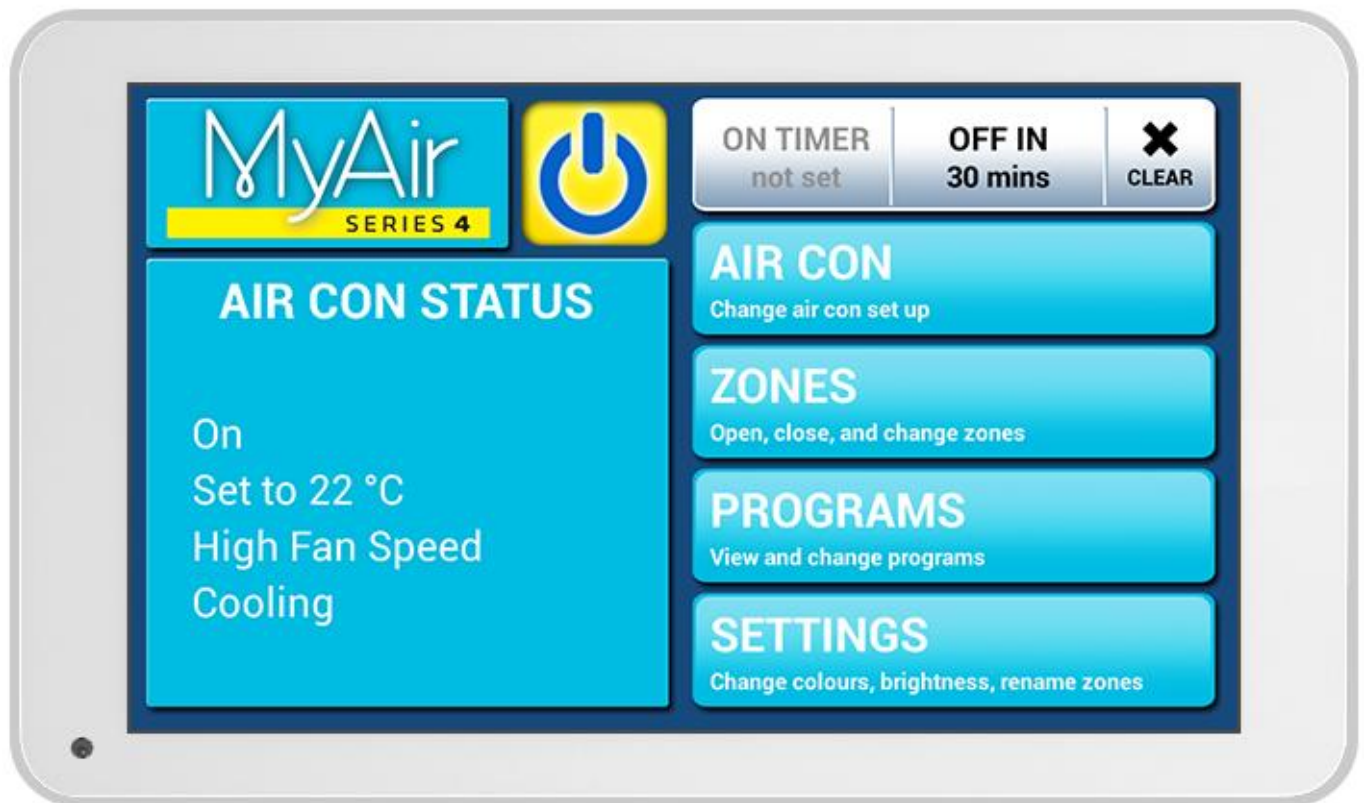 MyAir
SERIES 4
AIR CON STATUS
On
Set to 22 °C
High Fan Speed
Cooling
ON TIMER
not set
OFF IN
30 mins
CLEAR
AIR CON
Change air con set up
ZONES
Open, close, and change zones
PROGRAMS
View and change programs
SETTINGS
Change colours, brightness, rename zones